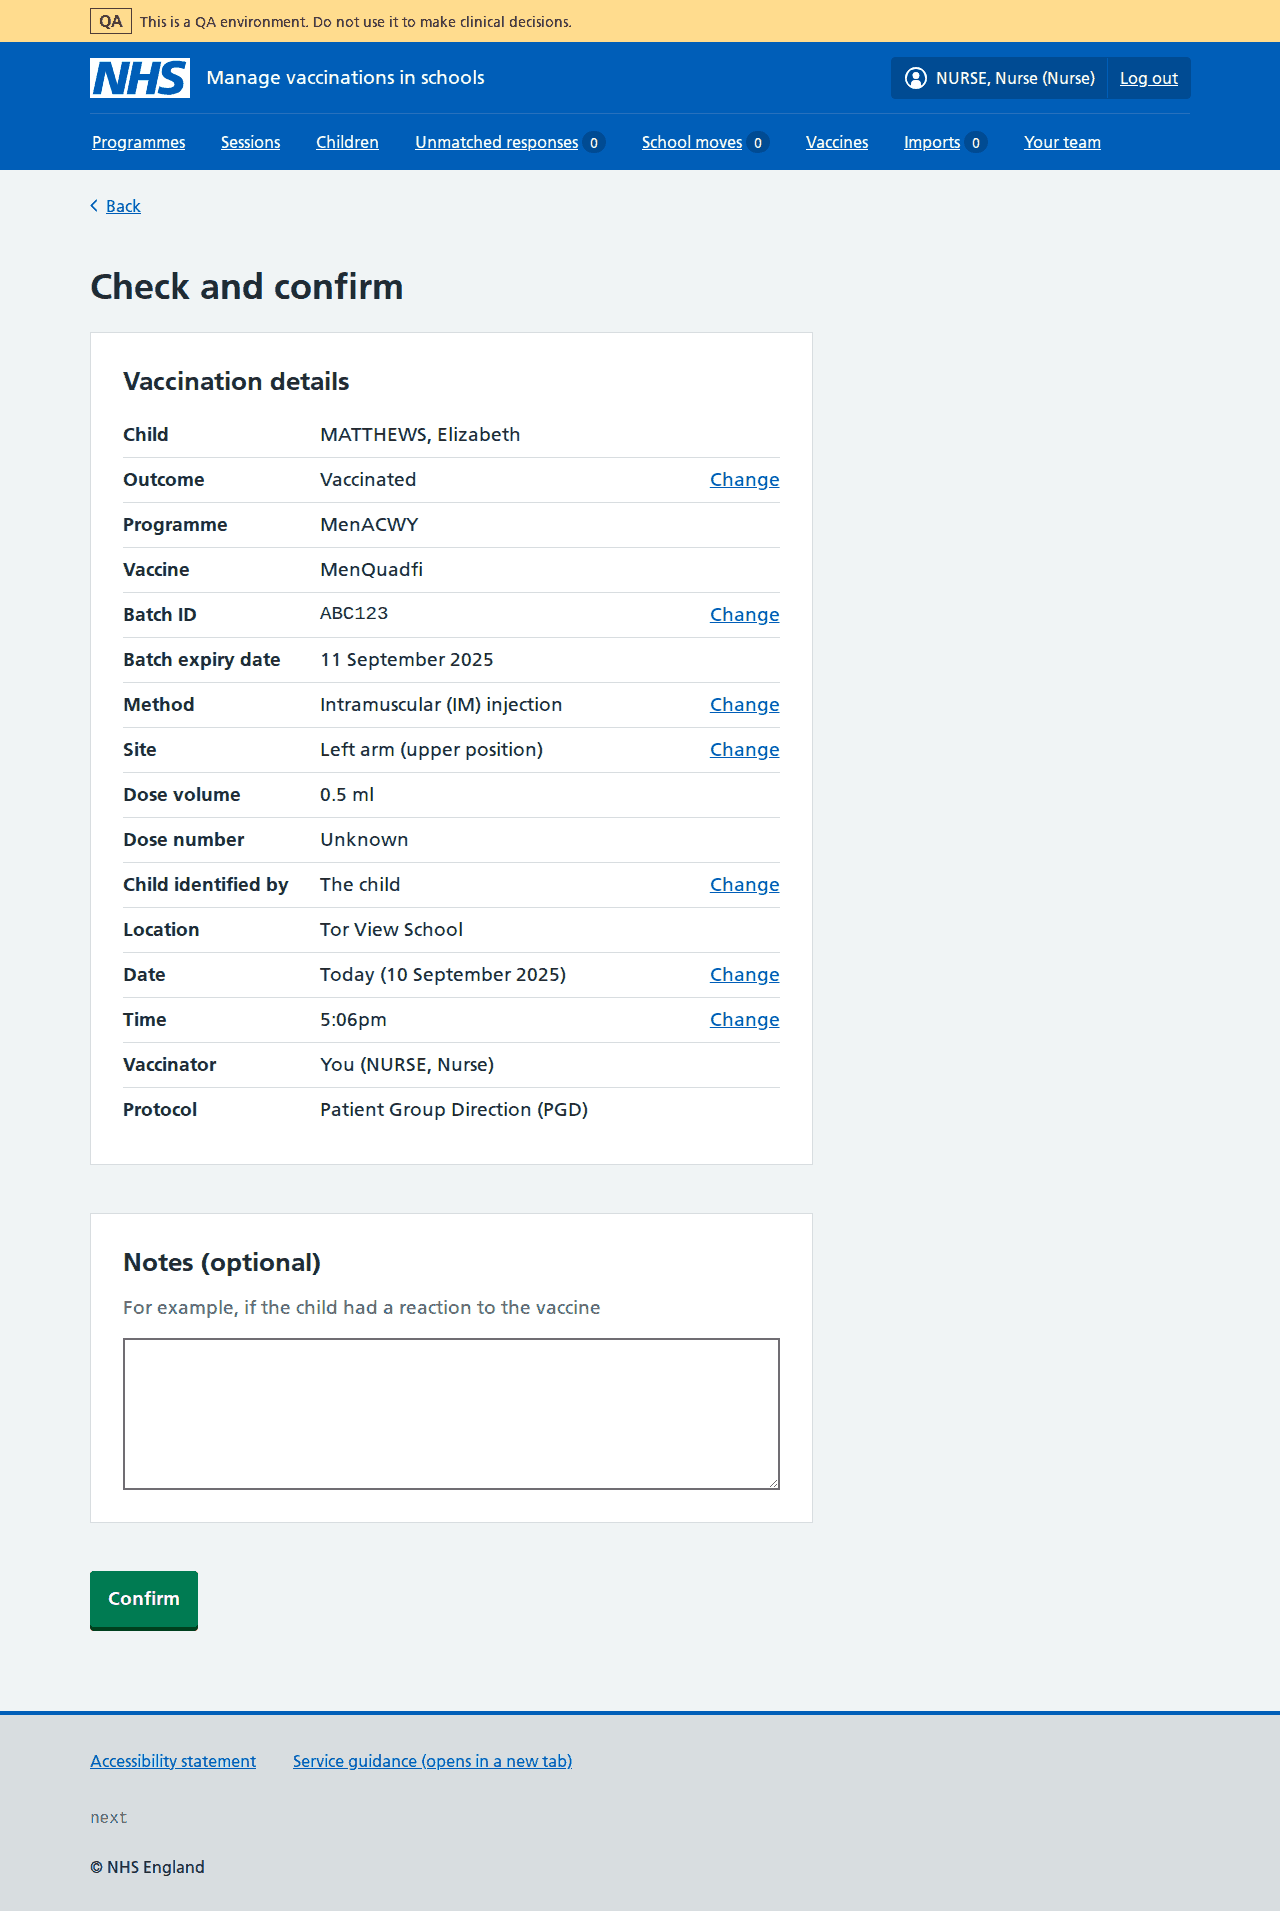 QA This is a QA environment. Do not use it to make clinical decisions.
NHS Manage vaccinations in schools NURSE, Nurse (Nurse) Log out
Programmes Sessions Children Unmatched responses 0 School moves 0 Vaccines Imports 0 Your team
Back
Check and confirm
Vaccination details
Child MATTHEWS, Elizabeth
Outcome Vaccinated Change
Programme MenACWY
Vaccine MenQuadfi
Batch ID ABC123 Change
Batch expiry date 11 September 2025
Method Intramuscular (IM) injection Change
Site Left arm (upper position) Change
Dose volume 0.5 ml
Dose number Unknown
Child identified by The child Change
Location Tor View School
Date Today (10 September 2025) Change
Time 5:06pm Change
Vaccinator You (NURSE, Nurse)
Protocol Patient Group Direction (PGD)
Notes (optional)
For example, if the child had a reaction to the vaccine
Confirm
Accessibility statement Service guidance (opens in a new tab)
next
© NHS England